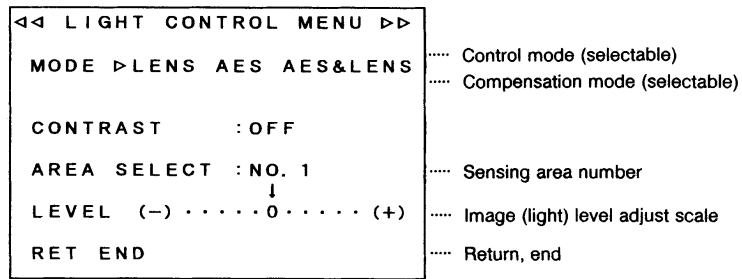 ◁◁ LIGHT CONTROL MENU ▷▷
MODE ▷LENS AES AES&LENS
····· Control mode (selectable)
····· Compensation mode (selectable)
CONTRAST :OFF
AREA SELECT :NO. 1 ····· Sensing area number
↓
LEVEL (−) ·····0····· (+) ····· Image (light) level adjust scale
RET END ····· Return, end